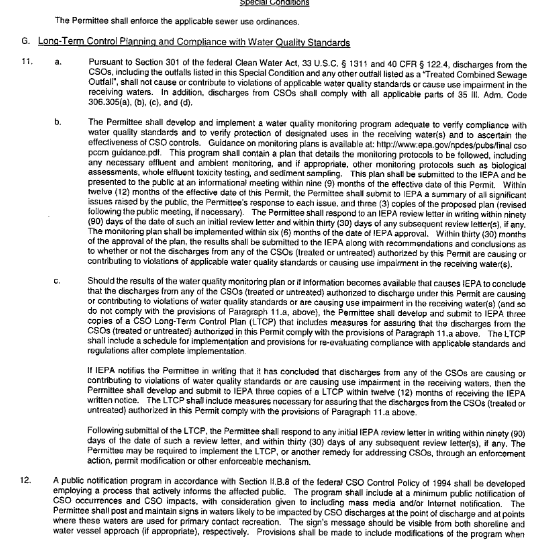 Special Conditions
The Permittee shall enforce the applicable sewer use ordinances.
G. Long-Term Control Planning and Compliance with Water Quality Standards
11. a. Pursuant to Section 301 of the federal Clean Water Act, 33 U.S.C. § 1311 and 40 CFR § 122.4, discharges from the
CSOs, including the outfalls listed in this Special Condition and any other outfall listed as a "Treated Combined Sewage
Outfall", shall not cause or contribute to violations of applicable water quality standards or cause use impairment in the
receiving waters. In addition, discharges from CSOs shall comply with all applicable parts of 35 Ill. Adm. Code
306.305(a), (b), (c), and (d).
b. The Permittee shall develop and implement a water quality monitoring program adequate to verify compliance with
water quality standards and to verify protection of designated uses in the receiving water(s) and to ascertain the
effectiveness of CSO controls. Guidance on monitoring plans is available at: http://www.epa.gov/npdes/pubs/final cso
pccm guidance.pdf. This program shall contain a plan that details the monitoring protocols to be followed, including
any necessary effluent and ambient monitoring, and if appropriate, other monitoring protocols such as biological
assessments, whole effluent toxicity testing, and sediment sampling. This plan shall be submitted to the IEPA and be
presented to the public at an informational meeting within nine (9) months of the effective date of this Permit. Within
twelve (12) months of the effective date of this Permit, the Permittee shall submit to IEPA a summary of all significant
issues raised by the public, the Permittee's response to each issue, and three (3) copies of the proposed plan (revised
following the public meeting, if necessary). The Permittee shall respond to an IEPA review letter in writing within ninety
(90) days of the date of such an initial review letter and within thirty (30) days of any subsequent review letter(s), if any.
The monitoring plan shall be implemented within six (6) months of the date of IEPA approval. Within thirty (30) months
of the approval of the plan, the results shall be submitted to the IEPA along with recommendations and conclusions as
to whether or not the discharges from any of the CSOs (treated or untreated) authorized by this Permit are causing or
contributing to violations of applicable water quality standards or causing use impairment in the receiving water(s).
c. Should the results of the water quality monitoring plan or if information becomes available that causes IEPA to conclude
that the discharges from any of the CSOs (treated or untreated) authorized to discharge under this Permit are causing
or contributing to violations of water quality standards or are causing use impairment in the receiving water(s) (and so
do not comply with the provisions of Paragraph 11.a, above), the Permittee shall develop and submit to IEPA three
copies of a CSO Long-Term Control Plan (LTCP) that includes measures for assuring that the discharges from the
CSOs (treated or untreated) authorized in this Permit comply with the provisions of Paragraph 11.a above. The LTCP
shall include a schedule for implementation and provisions for re-evaluating compliance with applicable standards and
regulations after complete implementation.
If IEPA notifies the Permittee in writing that it has concluded that discharges from any of the CSOs are causing or
contributing to violations of water quality standards or are causing use impairment in the receiving waters, then the
Permittee shall develop and submit to IEPA three copies of a LTCP within twelve (12) months of receiving the IEPA
written notice. The LTCP shall include measures necessary for assuring that the discharges from the CSOs (treated or
untreated) authorized in this Permit comply with the provisions of Paragraph 11.a above.
Following submittal of the LTCP, the Permittee shall respond to any initial IEPA review letter in writing within ninety (90)
days of the date of such a review letter, and within thirty (30) days of any subsequent review letter(s), if any. The
Permittee may be required to implement the LTCP, or another remedy for addressing CSOs, through an enforcement
action, permit modification or other enforceable mechanism.
12. A public notification program in accordance with Section II.B.8 of the federal CSO Control Policy of 1994 shall be developed
employing a process that actively informs the affected public. The program shall include at a minimum public notification of
CSO occurrences and CSO impacts, with consideration given to including mass media and/or Internet notification. The
Permittee shall post and maintain signs in waters likely to be impacted by CSO discharges at the point of discharge and at points
where these waters are used for primary contact recreation. The sign's message should be visible from both shoreline and
water vessel approach (if appropriate), respectively. Provisions shall be made to include modifications of the program when